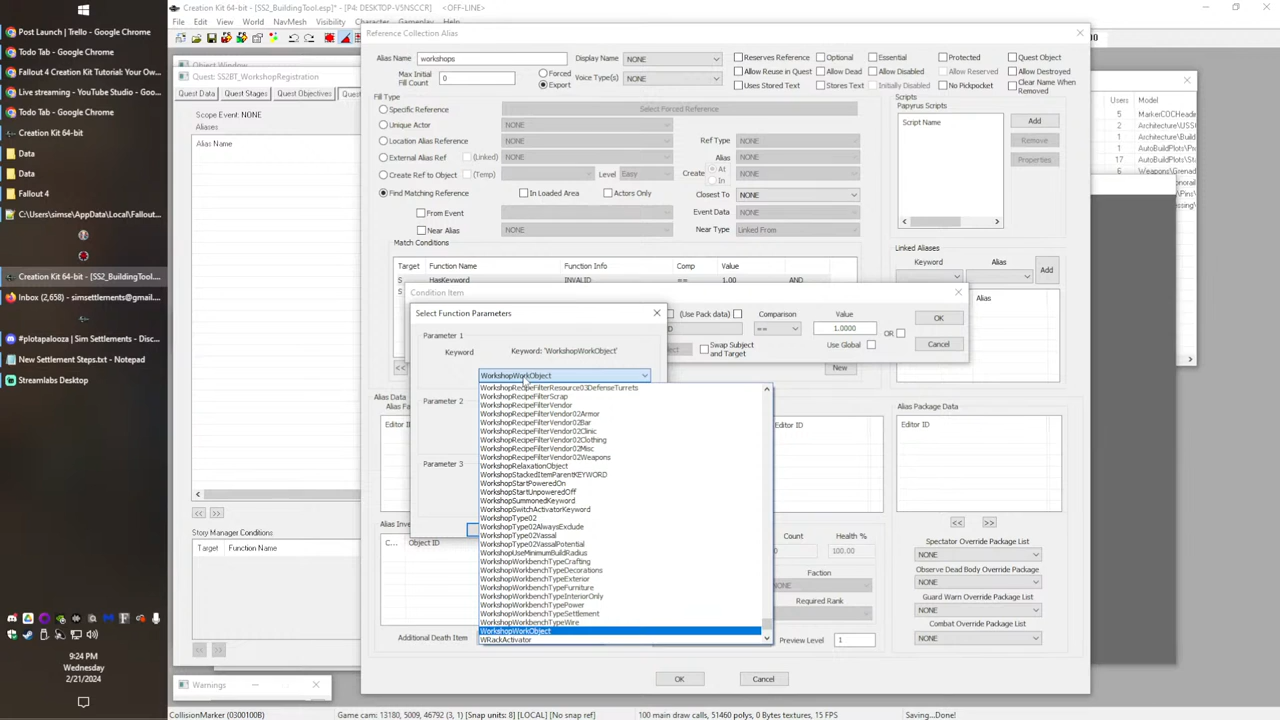 Creation Kit 64-bit - [SS2_BuildingTool.esp]* - [P4: DESKTOP-V5NSCCR] <OFF-LINE>
File View World NavMesh Visibility Character Gameplay Help
Post Launch | Trello - Google Chrome
Todo Tab - Google Chrome
Fallout 4 Creation Kit Tutorial: Your Ow...
Live streaming - YouTube Studio - Goog...
Todo Tab - Google Chrome
Creation Kit 64-bit
Data
Data
Fallout 4
C:\Users\simse\AppData\Local\Fallout...
Creation Kit 64-bit - [SS2_BuildingTool....
Inbox (2,658) - simsettlements@gmail....
#plotapalooza | Sim Settlements - Disc...
New Settlement Steps.txt - Notepad
Streamlabs Desktop
9:24 PM
Wednesday
2/21/2024
Object Window
Quest: SS2BT_WorkshopRegistration
Quest Data
Quest Stages
Quest Objectives
Scope Event: NONE
Aliases
Alias Name
<<
>>
Story Manager Conditions
Target
Function Name
Warnings
Reference Collection Alias
Alias Name
workshops
Display Name
NONE
Max Initial
Fill Count
0
Forced
Export
Voice Type(s)
NONE
Reserves Reference
Optional
Essential
Protected
Quest Object
Allow Reuse in Quest
Allow Dead
Allow Disabled
Allow Reserved
Allow Destroyed
Uses Stored Text
Stores Text
Initially Disabled
No Pickpocket
Clear Name When
Removed
Fill Type
Specific Reference
Select Forced Reference
Unique Actor
NONE
Location Alias Reference
NONE
Ref Type
NONE
External Alias Ref
(Linked)
NONE
Alias
NONE
Create Ref to Object
(Temp)
Level
Easy
Create
At
In
NONE
Find Matching Reference
In Loaded Area
Actors Only
Closest To
NONE
From Event
Event Data
NONE
Near Alias
NONE
Near Type
Linked From
Scripts
Papyrus Scripts
Script Name
Add
Remove
Properties
Linked Aliases
Keyword
Alias
Add
Alias
Match Conditions
Target
Function Name
Function Info
Comp
Value
S
HasKeyword
INVALID
==
1.00
AND
S
Condition Item
(Use Pack data)
Comparison
Value
==
1.0000
OR
OK
Swap Subject
and Target
Use Global
Cancel
New
Select Function Parameters
Parameter 1
Keyword
Keyword: 'WorkshopWorkObject'
WorkshopWorkObject
Parameter 2
Parameter 3
WorkshopRecipeFilterResource03DefenseTurrets
WorkshopRecipeFilterScrap
WorkshopRecipeFilterVendor
WorkshopRecipeFilterVendor02Armor
WorkshopRecipeFilterVendor02Bar
WorkshopRecipeFilterVendor02Clinic
WorkshopRecipeFilterVendor02Clothing
WorkshopRecipeFilterVendor02Misc
WorkshopRecipeFilterVendor02Weapons
WorkshopRelaxationObject
WorkshopStackedItemParentKEYWORD
WorkshopStartPoweredOn
WorkshopStartUnpoweredOff
WorkshopSummonedKeyword
WorkshopSwitchActivatorKeyword
WorkshopType02
WorkshopType02AlwaysExclude
WorkshopType02Vassal
WorkshopType02VassalPotential
WorkshopUseMinimumBuildRadius
WorkshopWorkbenchTypeCrafting
WorkshopWorkbenchTypeDecorations
WorkshopWorkbenchTypeExterior
WorkshopWorkbenchTypeFurniture
WorkshopWorkbenchTypeInteriorOnly
WorkshopWorkbenchTypePower
WorkshopWorkbenchTypeSettlement
WorkshopWorkbenchTypeWire
WorkshopWorkObject
WRackActivator
Alias Data
Editor ID
Editor ID
Alias Package Data
Editor ID
<<
>>
Count
Health %
100.00
Faction
Required Rank
Additional Death Item
Preview Level
1
Spectator Override Package List
NONE
Observe Dead Body Override Package
NONE
Guard Warn Override Package List
NONE
Combat Override Package List
NONE
OK
Cancel
Users
Model
5
MarkerCOCHeadin
2
Architecture\USS
1
Architecture\Build
1
AutoBuildPlots\Pr
17
AutoBuildPlots\
6
CollisionMarker (0300100B)
Game cam: 13180, 5009, 46792 (3, 1) [Snap units: 8] [LOCAL] [No snap ref]
100 main draw calls, 51460 polys, 0 Bytes textures, 15 FPS
Saving...Done!